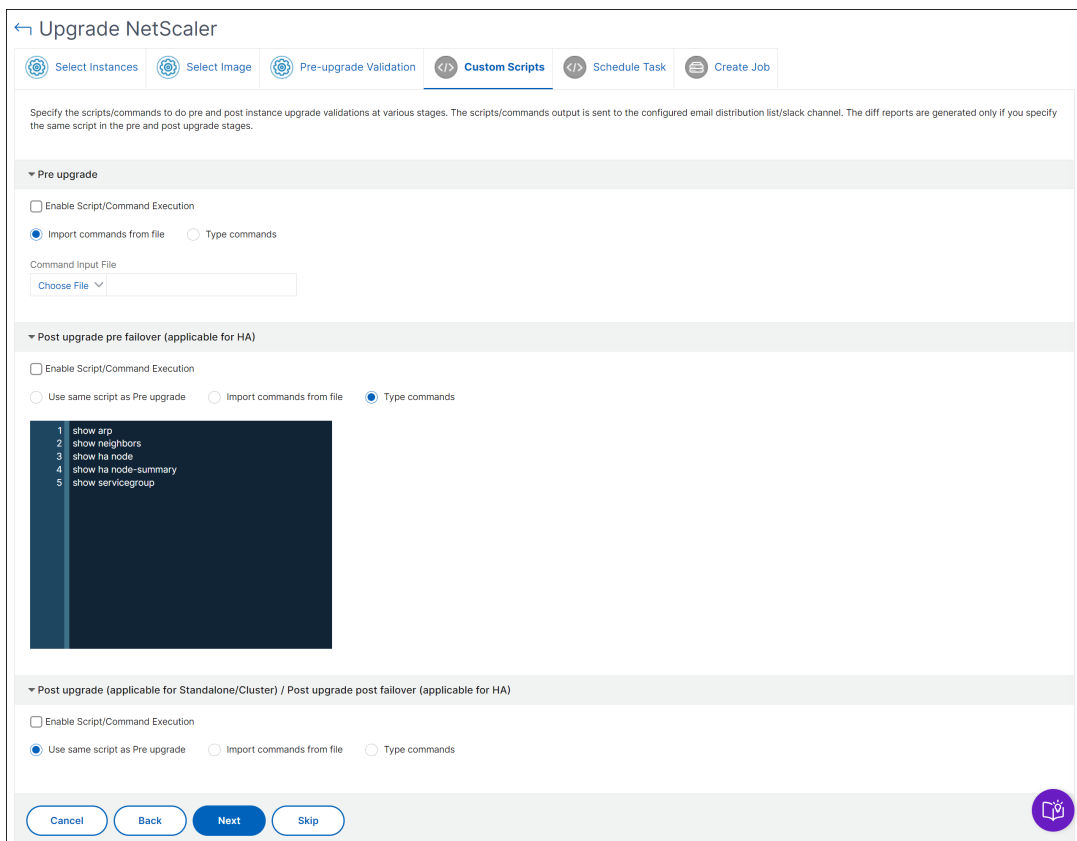 Upgrade NetScaler
Select Instances
Select Image
Pre-upgrade Validation
Custom Scripts
Schedule Task
Create Job
Specify the scripts/commands to do pre and post instance upgrade validations at various stages. The scripts/commands output is sent to the configured email distribution list/slack channel. The diff reports are generated only if you specify
the same script in the pre and post upgrade stages.
Pre upgrade
Enable Script/Command Execution
Import commands from file Type commands
Command Input File
Choose File
Post upgrade pre failover (applicable for HA)
Enable Script/Command Execution
Use same script as Pre upgrade Import commands from file Type commands
1 show arp
2 show neighbors
3 show ha node
4 show ha node-summary
5 show servicegroup
Post upgrade (applicable for Standalone/Cluster) / Post upgrade post failover (applicable for HA)
Enable Script/Command Execution
Use same script as Pre upgrade Import commands from file Type commands
Cancel Back Next Skip